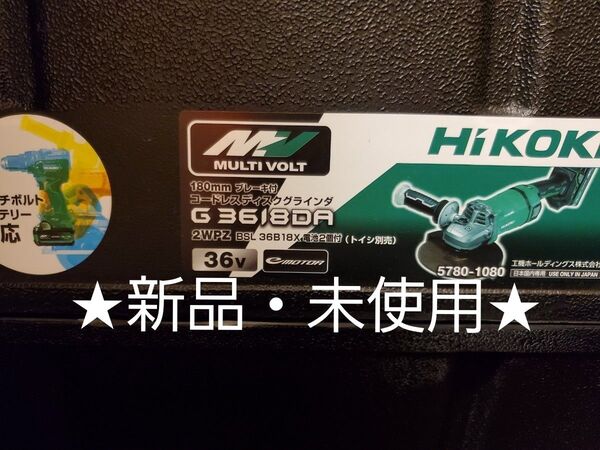 チボルト
テリー
応
MV
MULTI VOLT
180mm ブレーキ付
コードレスディスクグラインダ
G 3618DA
2WPZ BSL 36B18X 電池2個付 (トイシ別売)
36V
e MOTOR
HiKOKI
5780-1080
工機ホールディングス株式会社
日本国内専用 USE ONLY IN JAPAN
★新品・未使用★